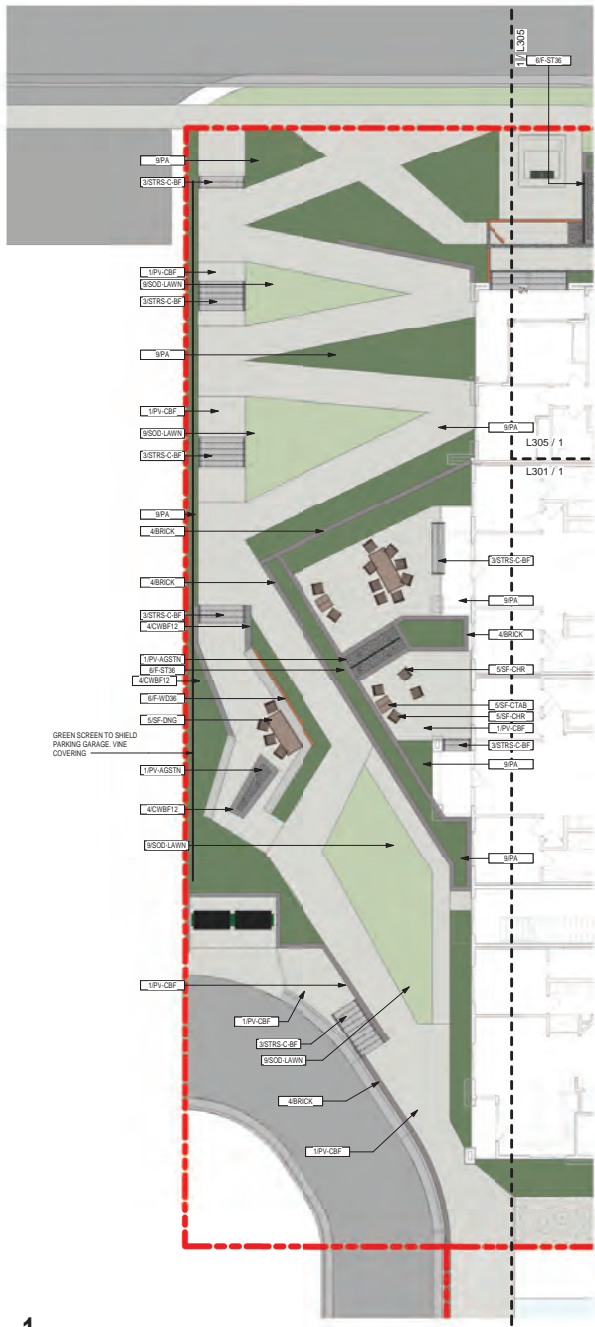 1 / L305
6/F-ST36
9/PA
3/STRS-C-BF
1/PV-CBF
9/SOD-LAWN
3/STRS-C-BF
9/PA
1/PV-CBF
9/SOD-LAWN
3/STRS-C-BF
9/PA
L305 / 1
L301 / 1
9/PA
4/BRICK
3/STRS-C-BF
4/BRICK
9/PA
3/STRS-C-BF
4/CWBF12
4/BRICK
1/PV-AGSTN
6/F-ST36
4/CWBF12
5/SF-CHR
6/F-WD36
5/SF-CTAB
5/SF-DNG
5/SF-CHR
1/PV-CBF
GREEN SCREEN TO SHIELD
PARKING GARAGE. VINE
COVERING
3/STRS-C-BF
9/PA
1/PV-AGSTN
4/CWBF12
9/SOD-LAWN
9/PA
1/PV-CBF
1/PV-CBF
3/STRS-C-BF
9/SOD-LAWN
4/BRICK
1/PV-CBF
1